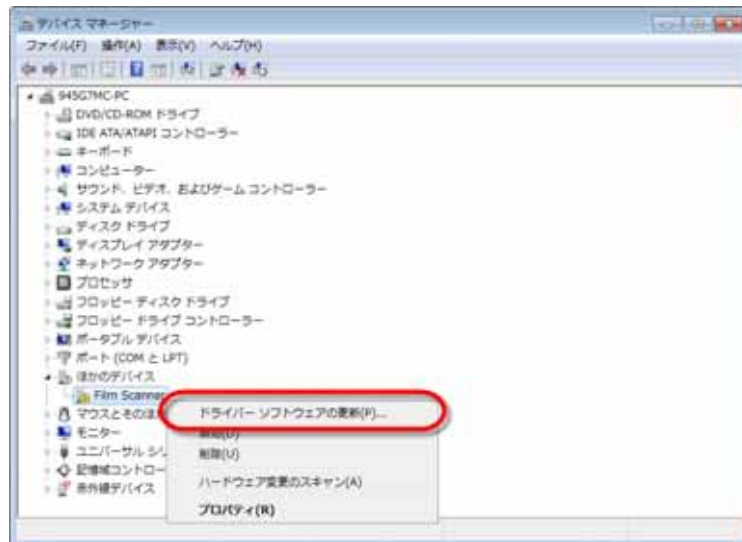 デバイス マネージャー
ファイル(F) 操作(A) 表示(V) ヘルプ(H)
945G7MC-PC
DVD/CD-ROM ドライブ
IDE ATA/ATAPI コントローラー
キーボード
コンピューター
サウンド、ビデオ、およびゲーム コントローラー
システム デバイス
ディスク ドライブ
ディスプレイ アダプター
ネットワーク アダプター
プロセッサ
フロッピー ディスク ドライブ
フロッピー ドライブ コントローラー
ポータブル デバイス
ポート (COM と LPT)
ほかのデバイス
Film Scanner
ドライバー ソフトウェアの更新(P)...
マウスとそのほ
モニター
削除(U)
ユニバーサル シ
記憶域コントロー
ハードウェア変更のスキャン(A)
赤外線デバイス
プロパティ(R)